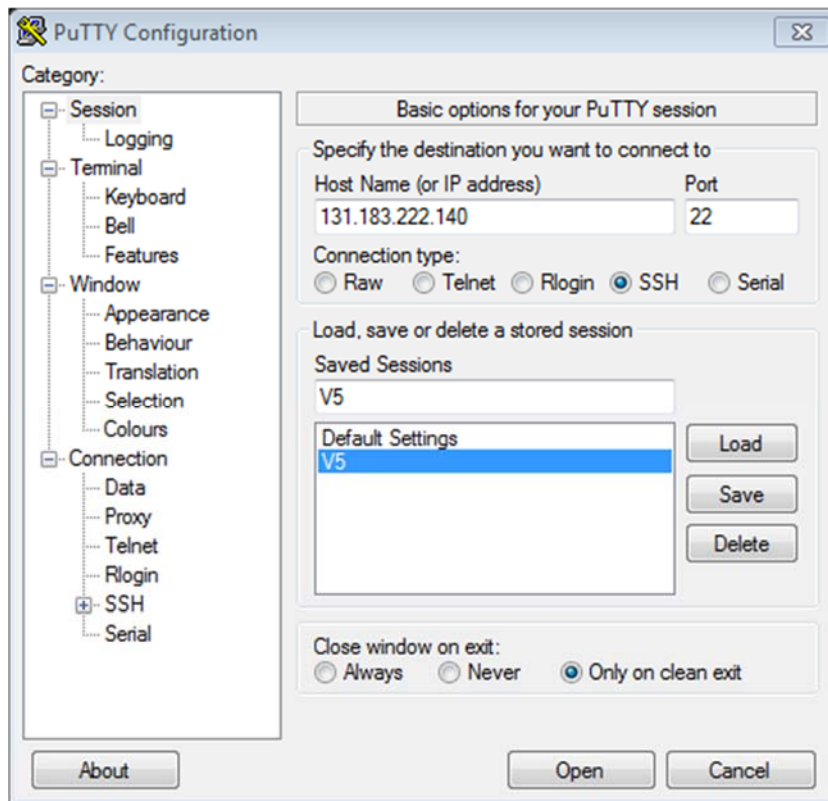 PuTTY Configuration
Category:
Session
Logging
Terminal
Keyboard
Bell
Features
Window
Appearance
Behaviour
Translation
Selection
Colours
Connection
Data
Proxy
Telnet
Rlogin
SSH
Serial
Basic options for your PuTTY session
Specify the destination you want to connect to
Host Name (or IP address) Port
131.183.222.140 22
Connection type:
Raw Telnet Rlogin SSH Serial
Load, save or delete a stored session
Saved Sessions
V5
Default Settings
V5
Load
Save
Delete
Close window on exit:
Always Never Only on clean exit
About Open Cancel